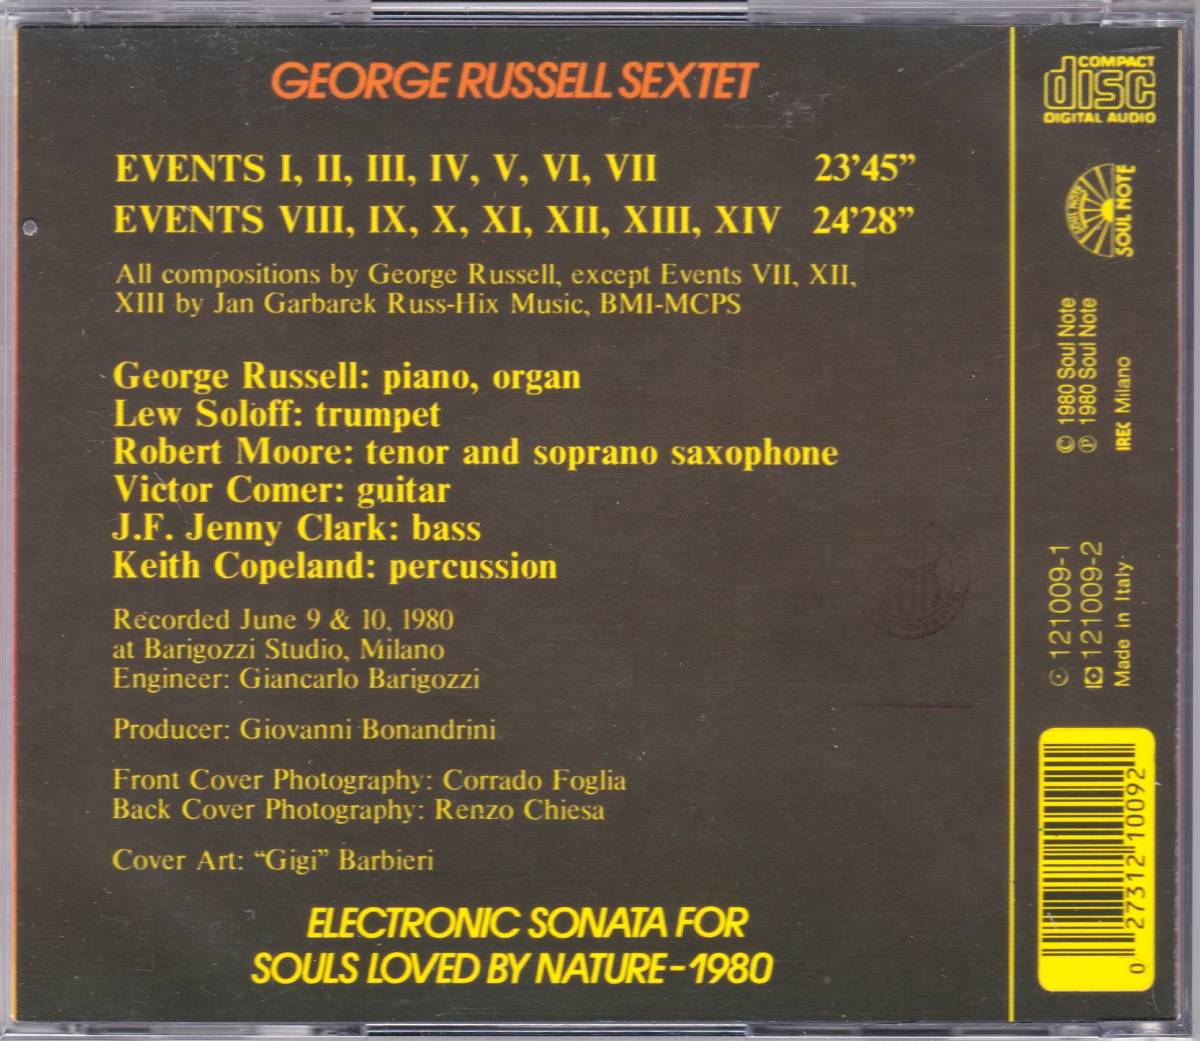 GEORGE RUSSELL SEXTET
EVENTS I, II, III, IV, V, VI, VII 23'45”
EVENTS VIII, IX, X, XI, XII, XIII, XIV 24'28”
All compositions by George Russell, except Events VII, XII,
XIII by Jan Garbarek Russ-Hix Music, BMI-MCPS
George Russell: piano, organ
Lew Soloff: trumpet
Robert Moore: tenor and soprano saxophone
Victor Comer: guitar
J.F. Jenny Clark: bass
Keith Copeland: percussion
Recorded June 9 & 10, 1980
at Barigozzi Studio, Milano
Engineer: Giancarlo Barigozzi
Producer: Giovanni Bonandrini
Front Cover Photography: Corrado Foglia
Back Cover Photography: Renzo Chiesa
Cover Art: “Gigi” Barbieri
ELECTRONIC SONATA FOR
SOULS LOVED BY NATURE-1980
COMPACT
disc
DIGITAL AUDIO
SOUL NOTE
SOUL NOTE
© 1980 Soul Note
℗ 1980 Soul Note
IREC Milano
121009-1
121009-2
Made in Italy
0 27312 10092